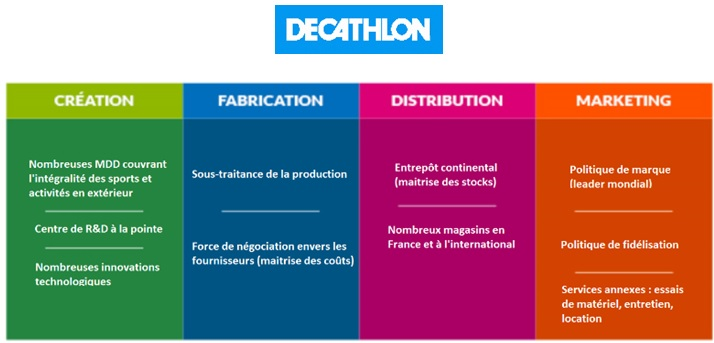 DECATHLON
CRÉATION
Nombreuses MDD couvrant
l'intégralité des sports et
activités en extérieur
Centre de R&D à la pointe
Nombreuses innovations
technologiques
FABRICATION
Sous-traitance de la production
Force de négociation envers les
fournisseurs (maitrise des coûts)
DISTRIBUTION
Entrepôt continental
(maitrise des stocks)
Nombreux magasins en
France et à l'international
MARKETING
Politique de marque
(leader mondial)
Politique de fidélisation
Services annexes : essais
de matériel, entretien,
location